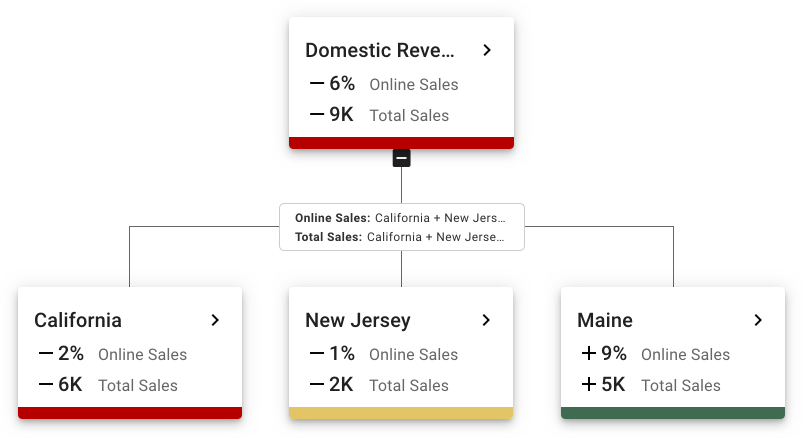 Domestic Reve…
− 6% Online Sales
− 9K Total Sales
Online Sales: California + New Jers…
Total Sales: California + New Jerse…
California
− 2% Online Sales
− 6K Total Sales
New Jersey
− 1% Online Sales
− 2K Total Sales
Maine
+ 9% Online Sales
+ 5K Total Sales